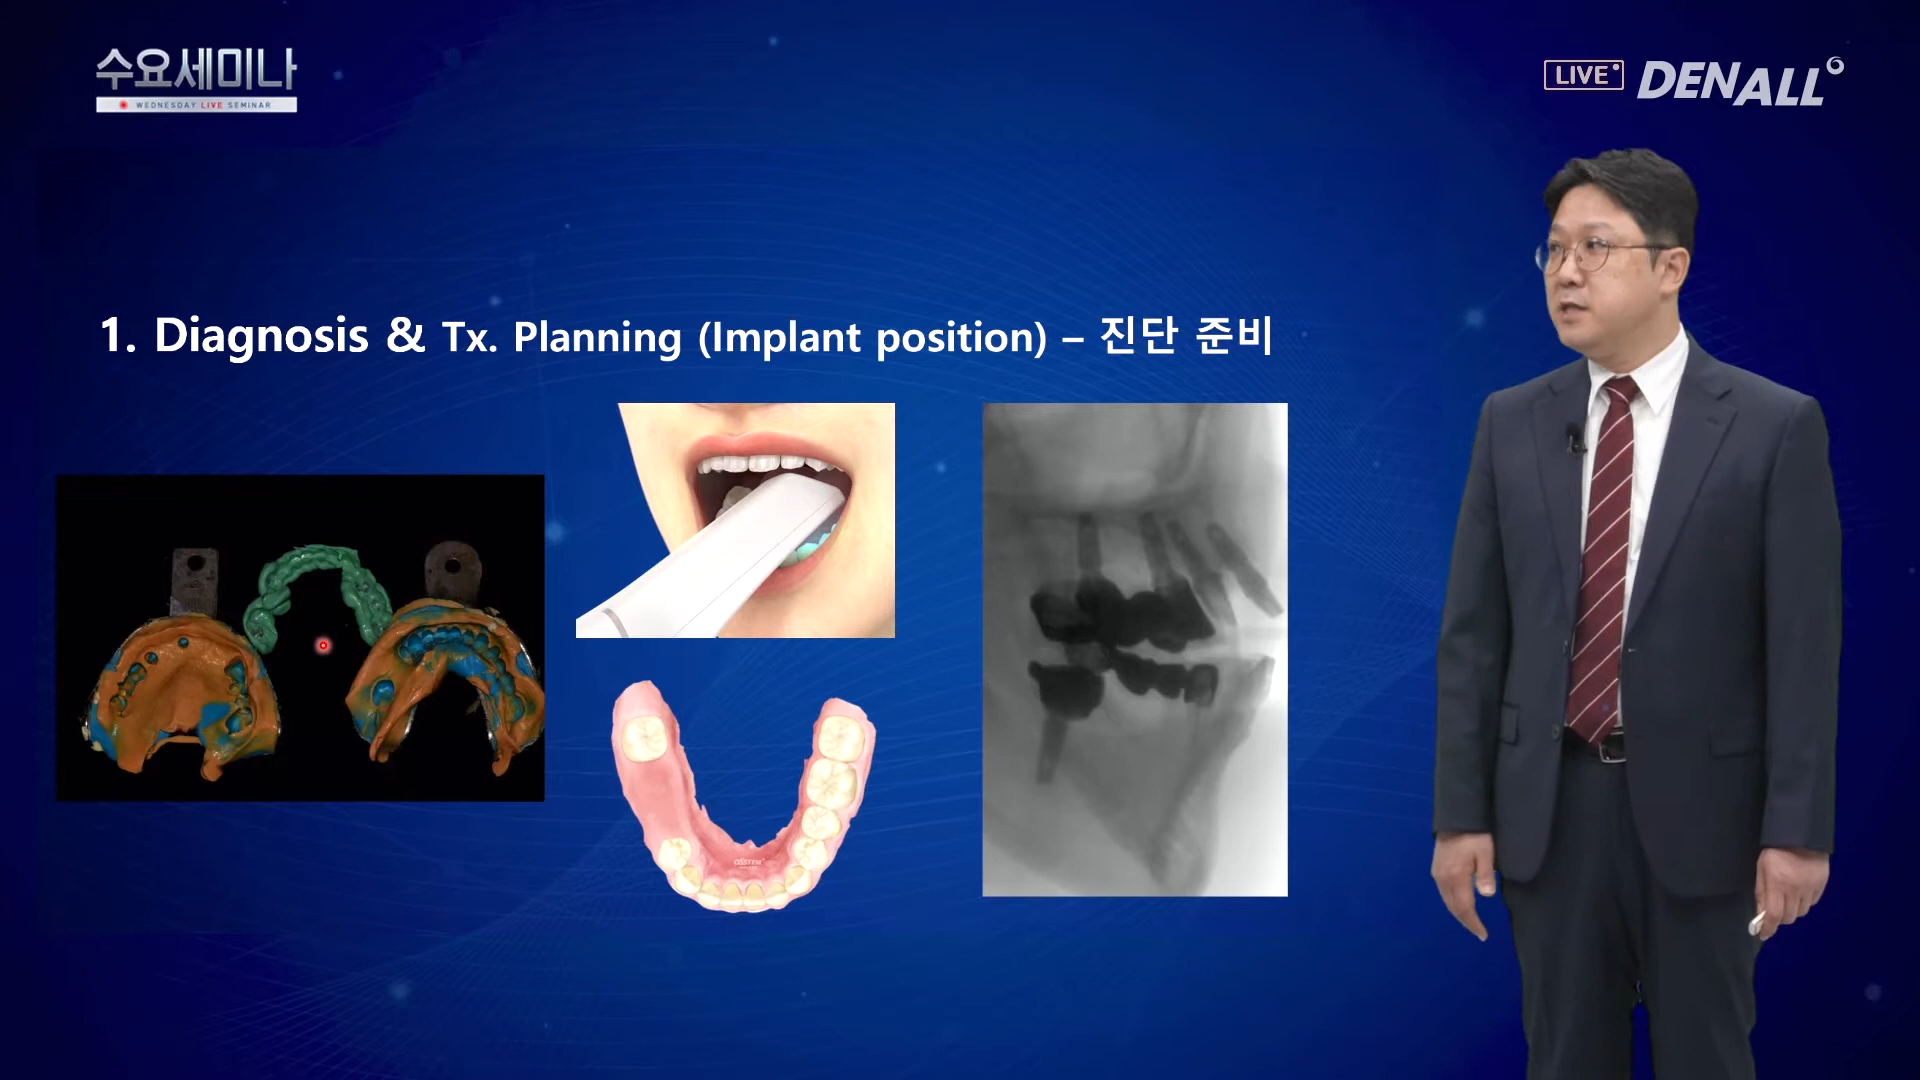 수요세미나
WEDNESDAY LIVE SEMINAR
LIVE
DENALL
1. Diagnosis & Tx. Planning (Implant position) – 진단 준비